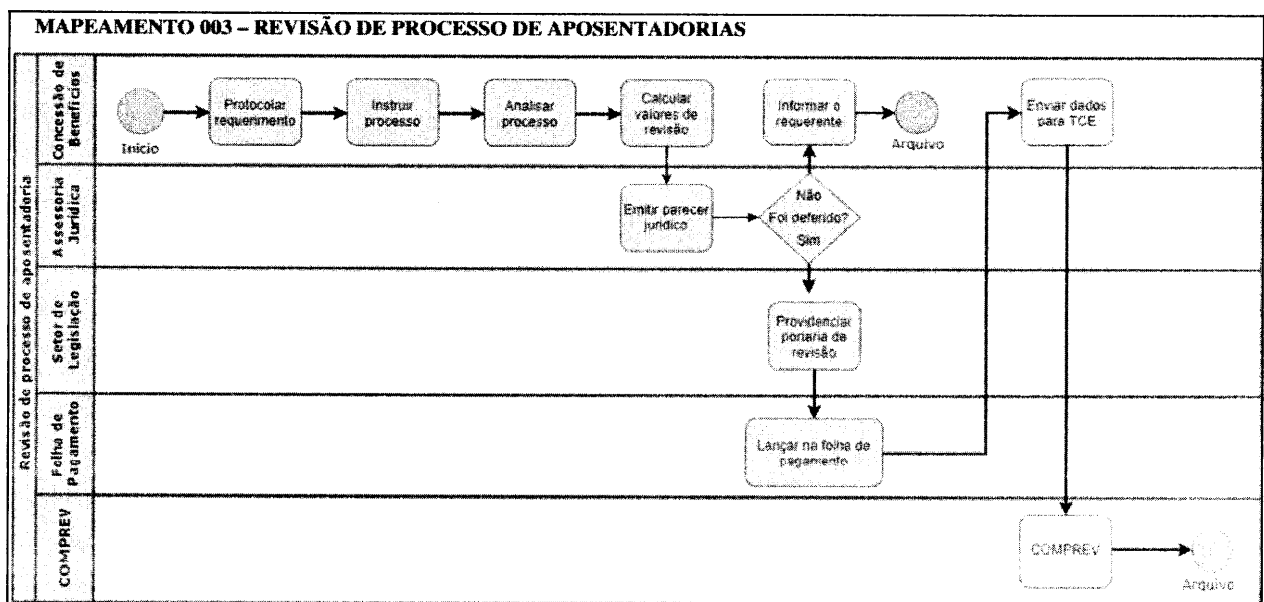 MAPEAMENTO 003 – REVISÃO DE PROCESSO DE APOSENTADORIAS
Revisão de processo de aposentadoria
Concessão de
Benefícios
Início
Protocolar
requerimento
Instruir
processo
Analisar
processo
Calcular
valores de
revisão
Informar o
requerente
Arquivo
Enviar dados
para TCE
Assessoria
Jurídica
Emitir parecer
jurídico
Não
Foi deferido?
Sim
Setor de
Legislação
Providenciar
portaria de
revisão
Folha de
Pagamento
Lançar na folha de
pagamento
COMPREV
COMPREV
Arquivo